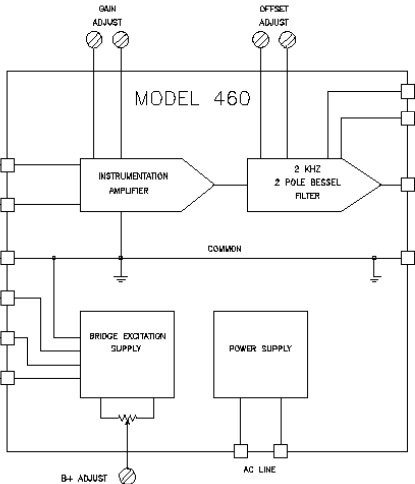 GAIN
ADJUST
OFFSET
ADJUST
MODEL 460
INSTRUMENTATION
AMPLIFIER
2 KHZ
2 POLE BESSEL
FILTER
COMMON
BRIDGE EXCITATION
SUPPLY
POWER SUPPLY
AC LINE
B+ ADJUST